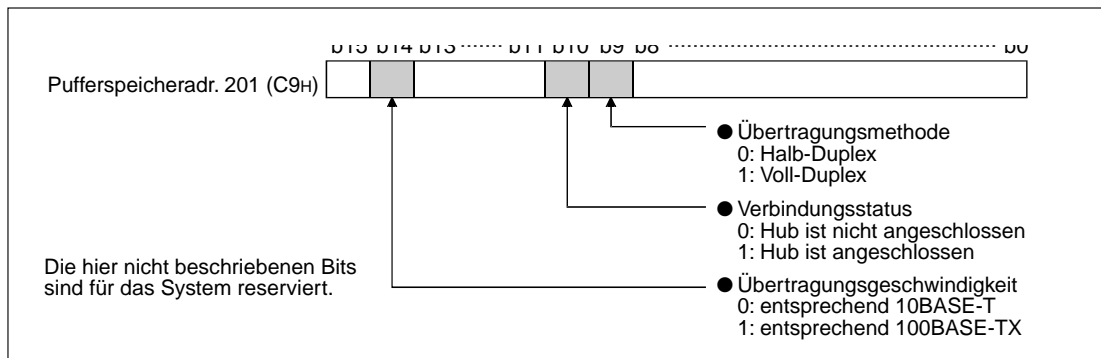 b15 b14 b13 ······ b11 b10 b9 b8 ······ b0
Pufferspeicheradr. 201 (C9H)
● Übertragungsmethode
0: Halb-Duplex
1: Voll-Duplex
● Verbindungsstatus
0: Hub ist nicht angeschlossen
1: Hub ist angeschlossen
Die hier nicht beschriebenen Bits
sind für das System reserviert.
● Übertragungsgeschwindigkeit
0: entsprechend 10BASE-T
1: entsprechend 100BASE-TX